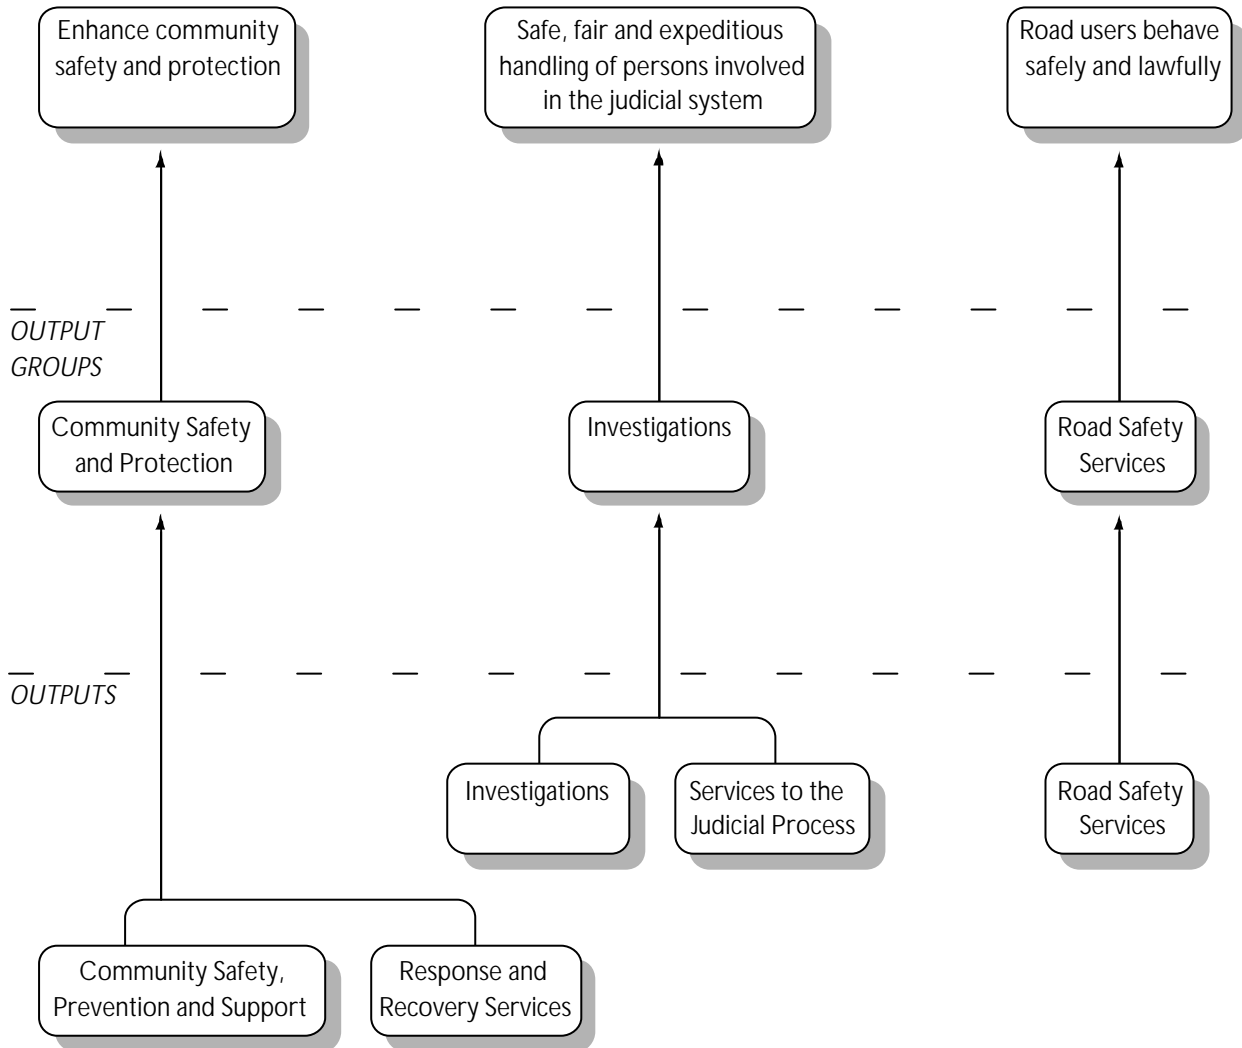 Enhance community
safety and protection
Safe, fair and expeditious
handling of persons involved
in the judicial system
Road users behave
safely and lawfully
OUTPUT
GROUPS
Community Safety
and Protection
Investigations
Road Safety
Services
OUTPUTS
Investigations
Services to the
Judicial Process
Road Safety
Services
Community Safety,
Prevention and Support
Response and
Recovery Services